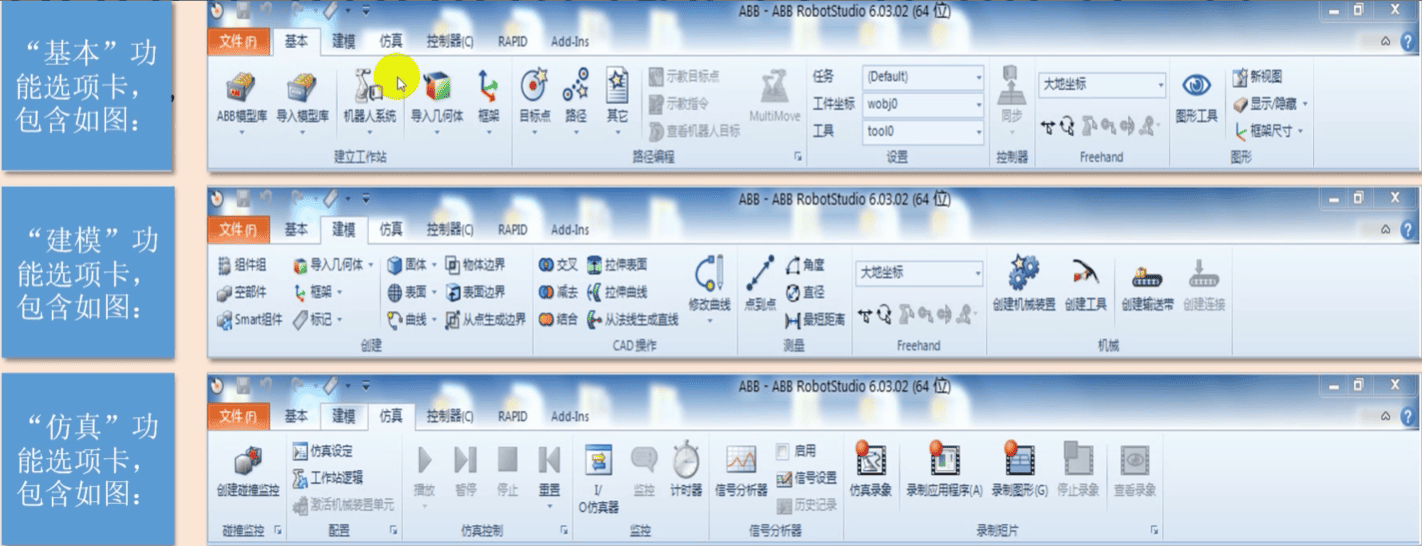 “基本”功
能选项卡，
包含如图：
ABB - ABB RobotStudio 6.03.02 (64 位)
文件(F) 基本 建模 仿真 控制器(C) RAPID Add-Ins
ABB模型库 导入模型库 机器人系统 导入几何体 框架
建立工作站
目标点 路径 其它
示教目标点
示教指令
查看机器人目标
MultiMove
路径编程
任务 (Default)
工件坐标 wobj0
工具 tool0
设置
同步
控制器
大地坐标
Freehand
图形工具
新视图
显示/隐藏
框架尺寸
图形
“建模”功
能选项卡，
包含如图：
ABB - ABB RobotStudio 6.03.02 (64 位)
文件(F) 基本 建模 仿真 控制器(C) RAPID Add-Ins
组件组 导入几何体 固体 物体边界
空部件 框架 表面 表面边界
Smart组件 标记 曲线 从点生成边界
创建
交叉 拉伸表面
减去 拉伸曲线
结合 从法线生成直线
修改曲线
CAD 操作
点到点
角度
直径
最短距离
测量
大地坐标
Freehand
创建机械装置 创建工具 创建输送带 创建连接
机械
“仿真”功
能选项卡，
包含如图：
ABB - ABB RobotStudio 6.03.02 (64 位)
文件(F) 基本 建模 仿真 控制器(C) RAPID Add-Ins
创建碰撞监控
碰撞监控
仿真设定
工作站逻辑
激活机械装置单元
配置
播放 暂停 停止 重置
仿真控制
I/
O仿真器
监控 计时器
监控
信号分析器
启用
信号设置
历史记录
信号分析器
仿真录象 录制应用程序(A) 录制图形(G) 停止录象 查看录象
录制短片